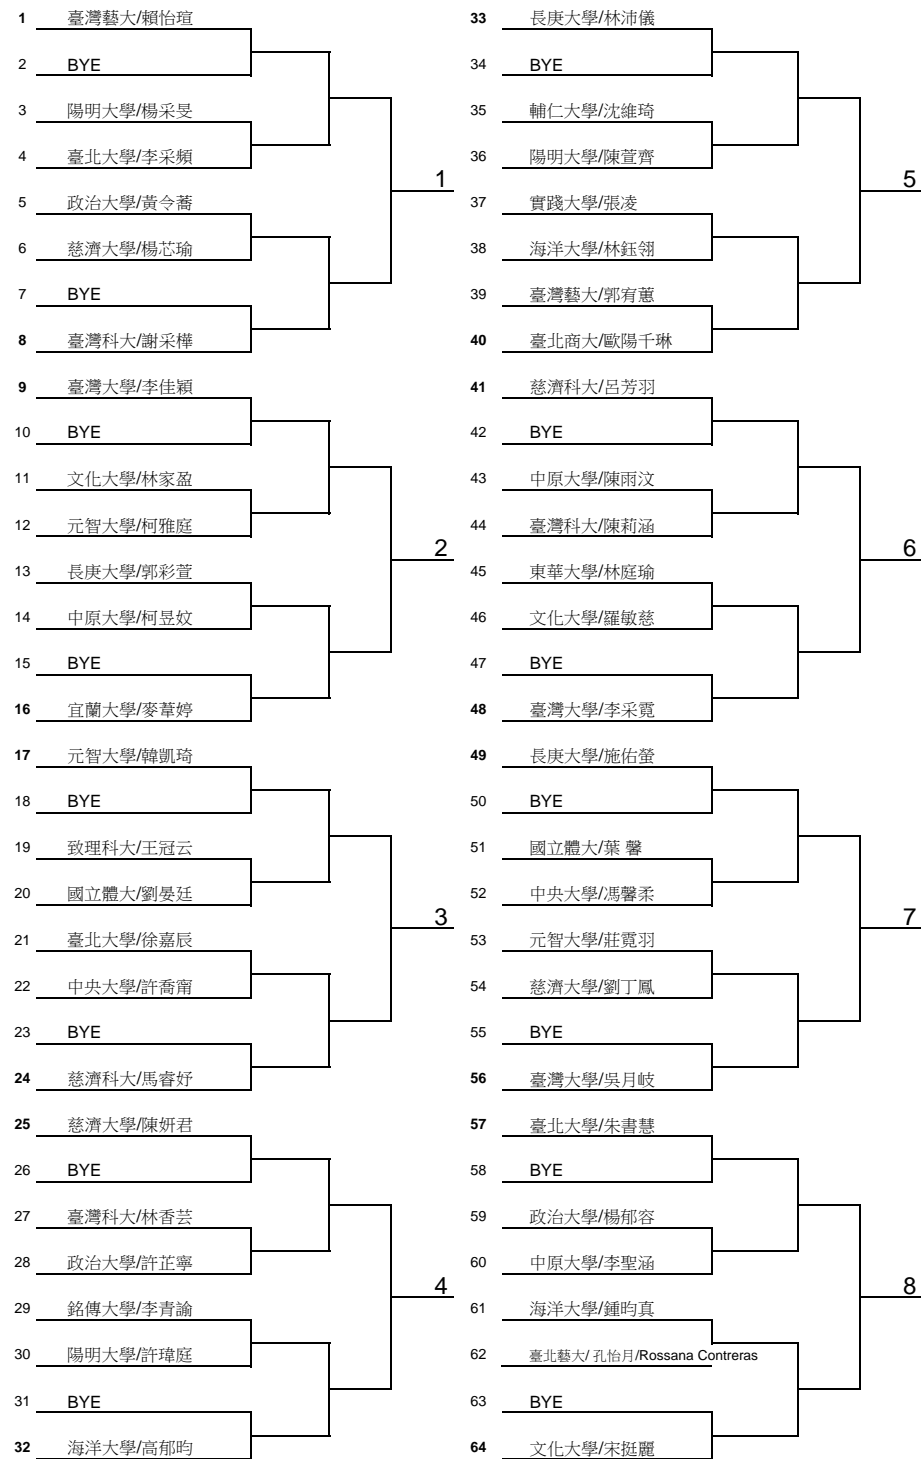 1 臺灣藝大/賴怡瑄
2 BYE
3 陽明大學/楊采旻
4 臺北大學/李采頻
1
5 政治大學/黃令蕎
6 慈濟大學/楊芯瑜
7 BYE
8 臺灣科大/謝采樺
9 臺灣大學/李佳穎
10 BYE
11 文化大學/林家盈
12 元智大學/柯雅庭
2
13 長庚大學/郭彩萱
14 中原大學/柯昱妏
15 BYE
16 宜蘭大學/麥葦婷
17 元智大學/韓凱琦
18 BYE
19 致理科大/王冠云
20 國立體大/劉晏廷
3
21 臺北大學/徐嘉辰
22 中央大學/許喬甯
23 BYE
24 慈濟科大/馬睿妤
25 慈濟大學/陳妍君
26 BYE
27 臺灣科大/林香芸
28 政治大學/許芷寧
4
29 銘傳大學/李青諭
30 陽明大學/許瑋庭
31 BYE
32 海洋大學/高郁昀
33 長庚大學/林沛儀
34 BYE
35 輔仁大學/沈維琦
36 陽明大學/陳萱齊
5
37 實踐大學/張凌
38 海洋大學/林鈺翎
39 臺灣藝大/郭宥蕙
40 臺北商大/歐陽千琳
41 慈濟科大/呂芳羽
42 BYE
43 中原大學/陳雨汶
44 臺灣科大/陳莉涵
6
45 東華大學/林庭瑜
46 文化大學/羅敏慈
47 BYE
48 臺灣大學/李采霓
49 長庚大學/施佑螢
50 BYE
51 國立體大/葉 馨
52 中央大學/馮馨柔
7
53 元智大學/莊霓羽
54 慈濟大學/劉丁鳳
55 BYE
56 臺灣大學/吳月岐
57 臺北大學/朱書慧
58 BYE
59 政治大學/楊郁容
60 中原大學/李聖涵
8
61 海洋大學/鍾昀真
62 臺北藝大/ 孔怡月/Rossana Contreras
63 BYE
64 文化大學/宋挺麗